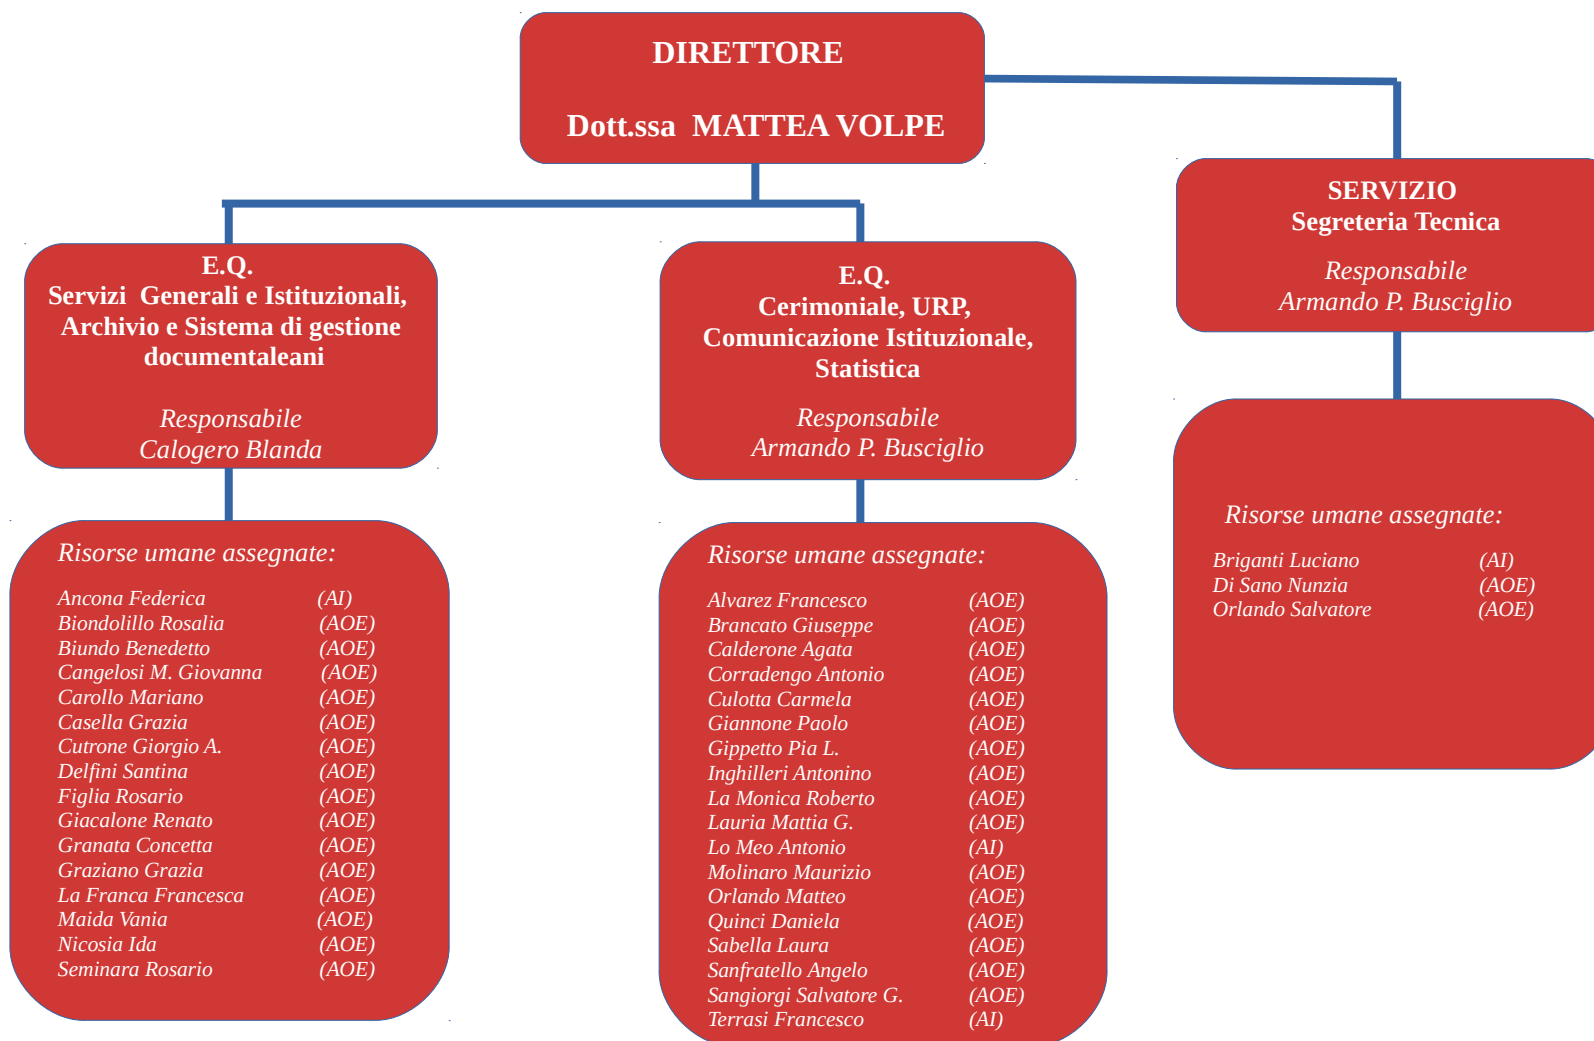 DIRETTORE
Dott.ssa MATTEA VOLPE
E.Q.
Servizi Generali e Istituzionali,
Archivio e Sistema di gestione
documentaleani
Responsabile
Calogero Blanda
Risorse umane assegnate:
Ancona Federica (AI)
Biondolillo Rosalia (AOE)
Biundo Benedetto (AOE)
Cangelosi M. Giovanna (AOE)
Carollo Mariano (AOE)
Casella Grazia (AOE)
Cutrone Giorgio A. (AOE)
Delfini Santina (AOE)
Figlia Rosario (AOE)
Giacalone Renato (AOE)
Granata Concetta (AOE)
Graziano Grazia (AOE)
La Franca Francesca (AOE)
Maida Vania (AOE)
Nicosia Ida (AOE)
Seminara Rosario (AOE)
E.Q.
Cerimoniale, URP,
Comunicazione Istituzionale,
Statistica
Responsabile
Armando P. Busciglio
Risorse umane assegnate:
Alvarez Francesco (AOE)
Brancato Giuseppe (AOE)
Calderone Agata (AOE)
Corradengo Antonio (AOE)
Culotta Carmela (AOE)
Giannone Paolo (AOE)
Gippetto Pia L. (AOE)
Inghilleri Antonino (AOE)
La Monica Roberto (AOE)
Lauria Mattia G. (AOE)
Lo Meo Antonio (AI)
Molinaro Maurizio (AOE)
Orlando Matteo (AOE)
Quinci Daniela (AOE)
Sabella Laura (AOE)
Sanfratello Angelo (AOE)
Sangiorgi Salvatore G. (AOE)
Terrasi Francesco (AI)
SERVIZIO
Segreteria Tecnica
Responsabile
Armando P. Busciglio
Risorse umane assegnate:
Briganti Luciano (AI)
Di Sano Nunzia (AOE)
Orlando Salvatore (AOE)